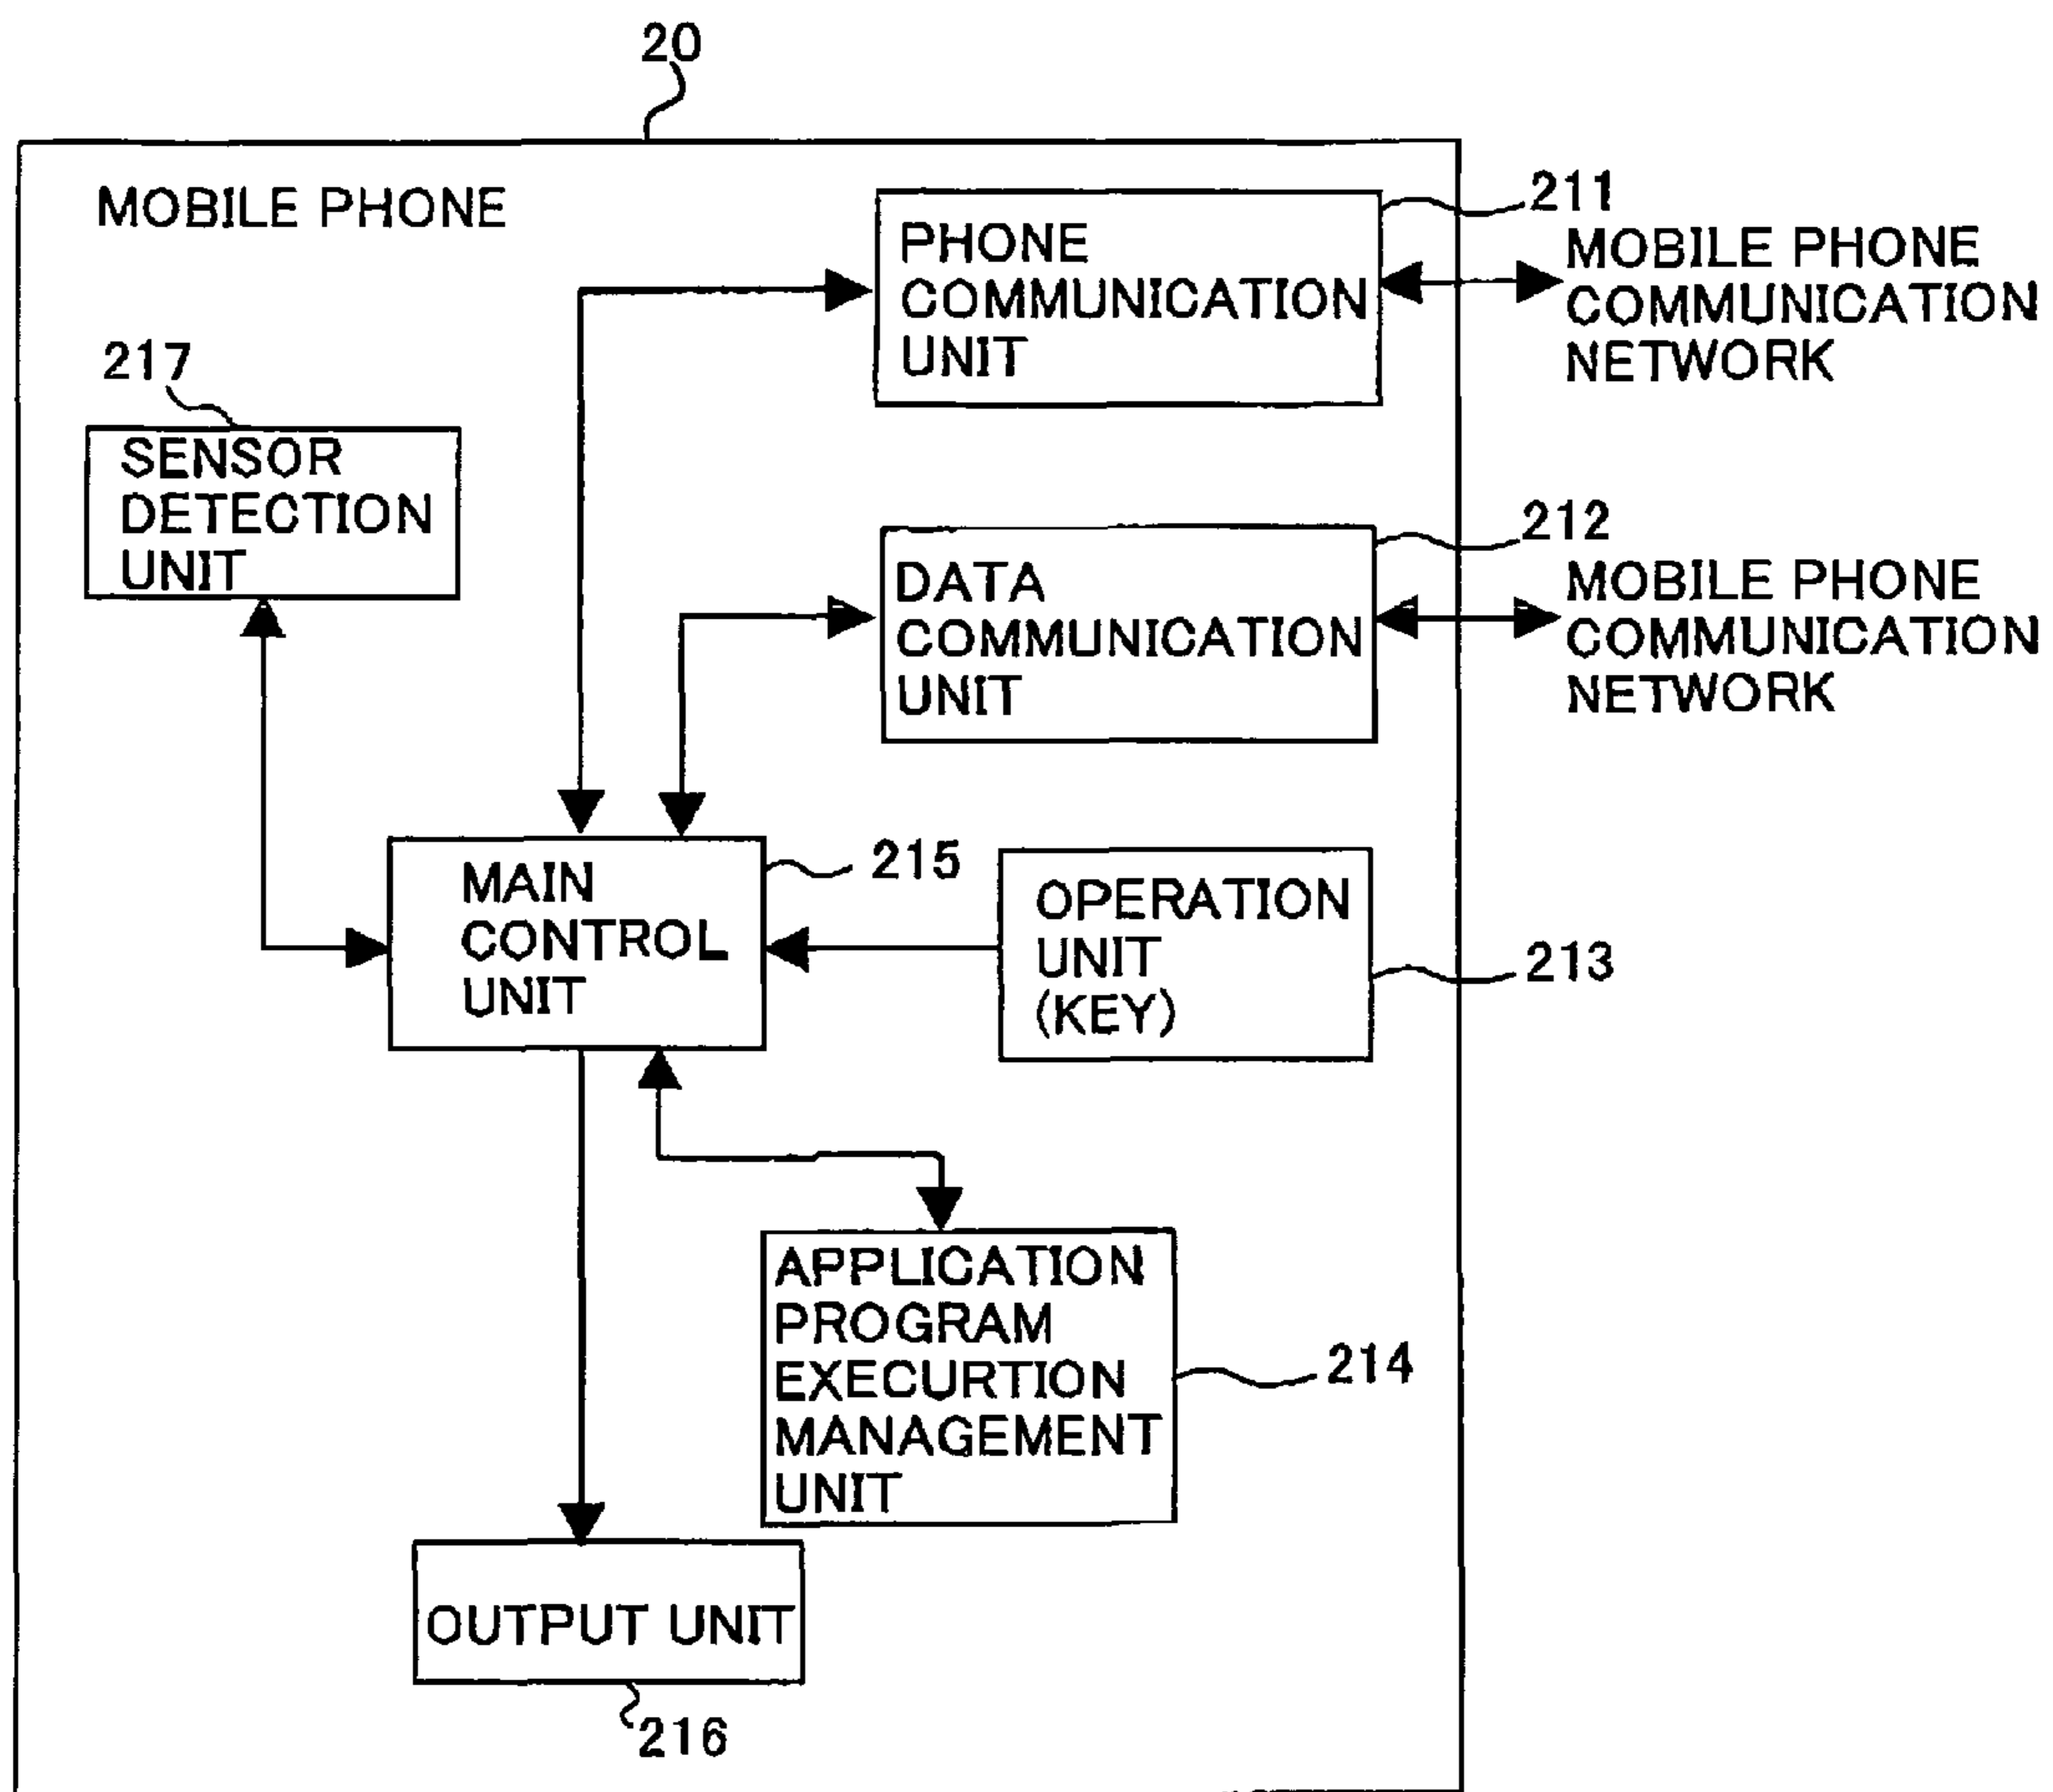 20
MOBILE PHONE
211
PHONE
COMMUNICATION
UNIT
MOBILE PHONE
COMMUNICATION
NETWORK
217
SENSOR
DETECTION
UNIT
212
DATA
COMMUNICATION
UNIT
MOBILE PHONE
COMMUNICATION
NETWORK
MAIN
CONTROL
UNIT
215
OPERATION
UNIT
(KEY)
213
APPLICATION
PROGRAM
EXECURTION
MANAGEMENT
UNIT
214
OUTPUT UNIT
216